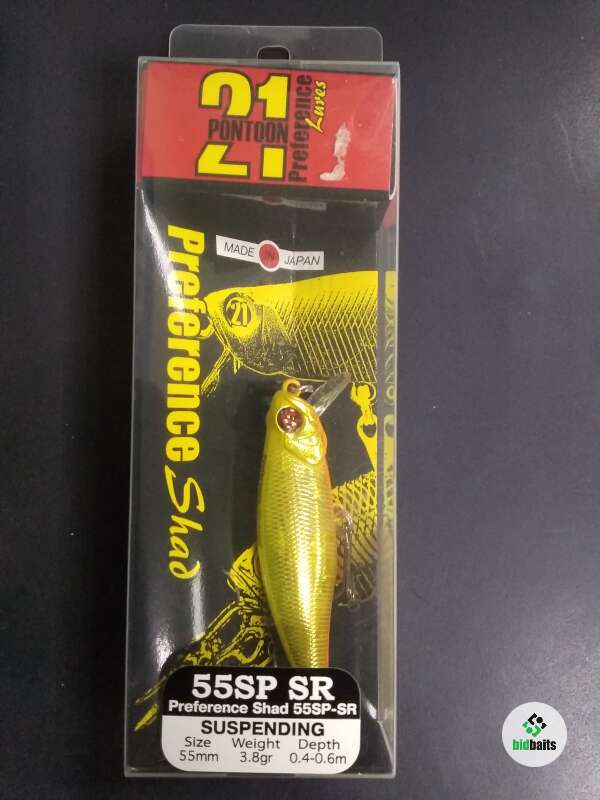 21
PONTOON
Preference
Lures
MADE IN JAPAN
Preference
Shad
21
55SP SR
Preference Shad 55SP-SR
SUSPENDING
Size Weight Depth
55mm 3.8gr 0.4-0.6m
bidbaits